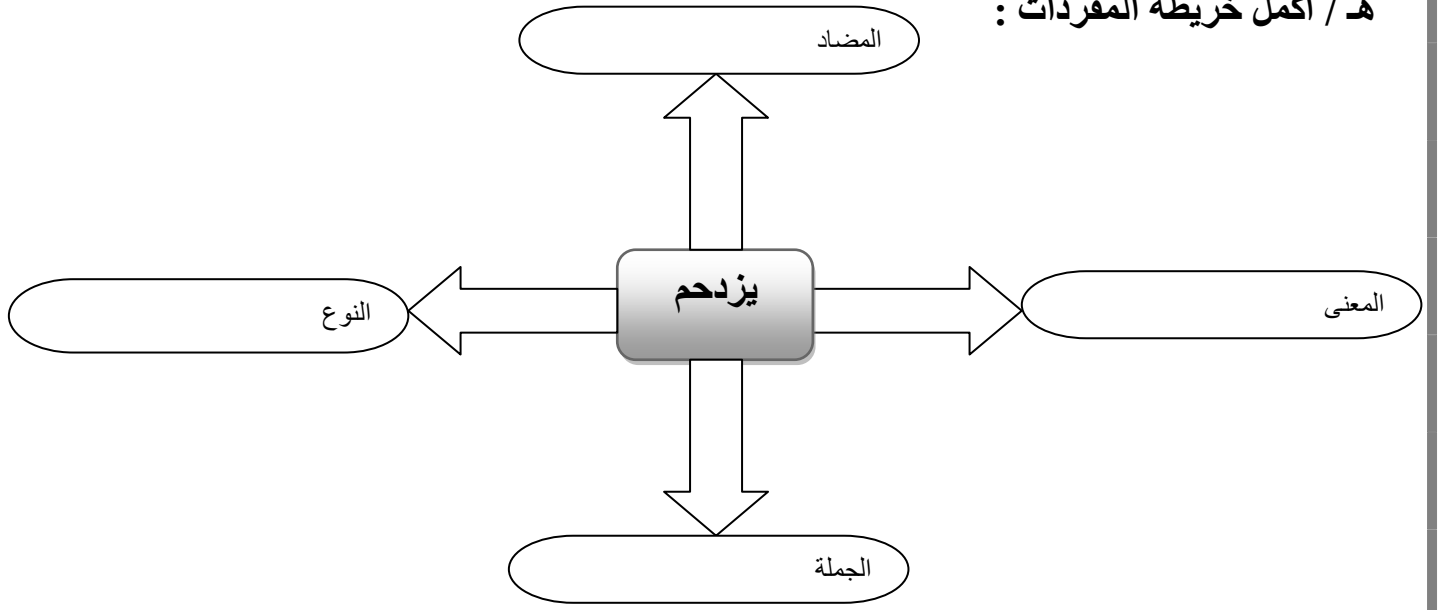 هـ / أكمل خريطة المفردات :
المضاد
يزدحم
المعنى
النوع
الجملة